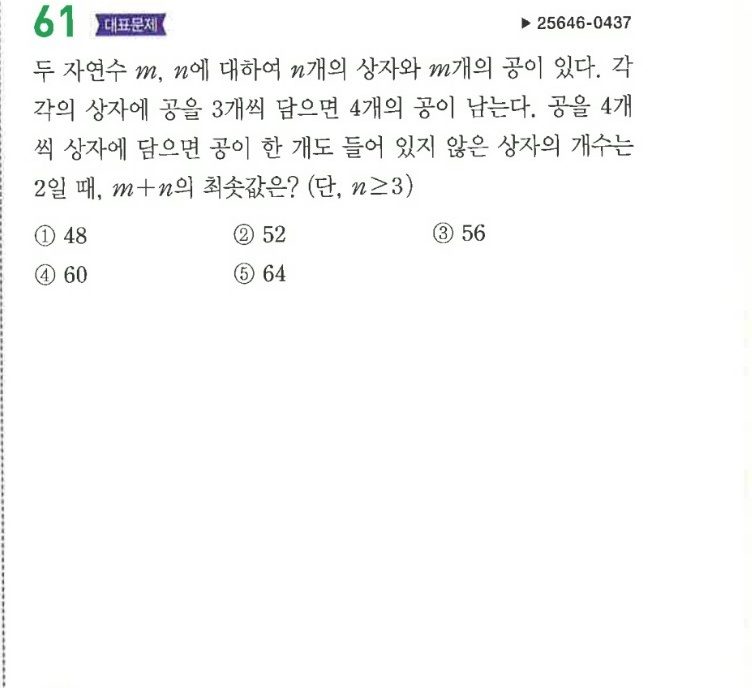 61 대표문제 ▶ 25646-0437
두 자연수 m, n에 대하여 n개의 상자와 m개의 공이 있다. 각
각의 상자에 공을 3개씩 담으면 4개의 공이 남는다. 공을 4개
씩 상자에 담으면 공이 한 개도 들어 있지 않은 상자의 개수는
2일 때, m+n의 최솟값은? (단, n≥3)
① 48 ② 52 ③ 56
④ 60 ⑤ 64